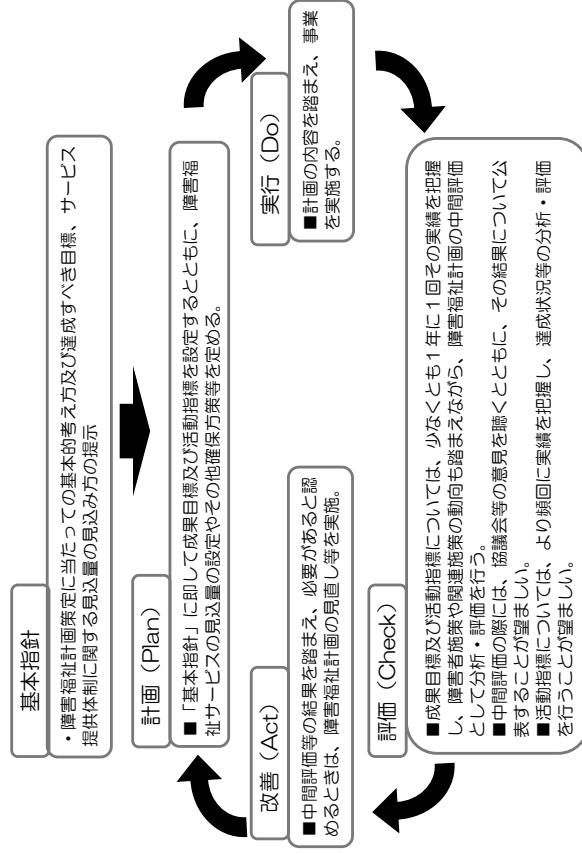 基本指針
・障害福祉計画策定に当たっての基本的考え方及び達成すべき目標、サービス
提供体制に関する見込量の見込み方の提示
計画（Plan）
■「基本指針」に即して成果目標及び活動指標を設定するとともに、障害福
祉サービスの見込量の設定やその他確保方策等を定める。
改善（Act）
■中間評価等の結果を踏まえ、必要があると認
めるときは、障害福祉計画の見直し等を実施。
実行（Do）
■計画の内容を踏まえ、事業
を実施する。
評価（Check）
■成果目標及び活動指標については、少なくとも１年に１回その実績を把握
し、障害者施策や関連施策の動向も踏まえながら、障害福祉計画の中間評価
として分析・評価を行う。
■中間評価の際には、協議会等の意見を聴くとともに、その結果について公
表することが望ましい。
■活動指標については、より頻回に実績を把握し、達成状況等の分析・評価
を行うことが望ましい。